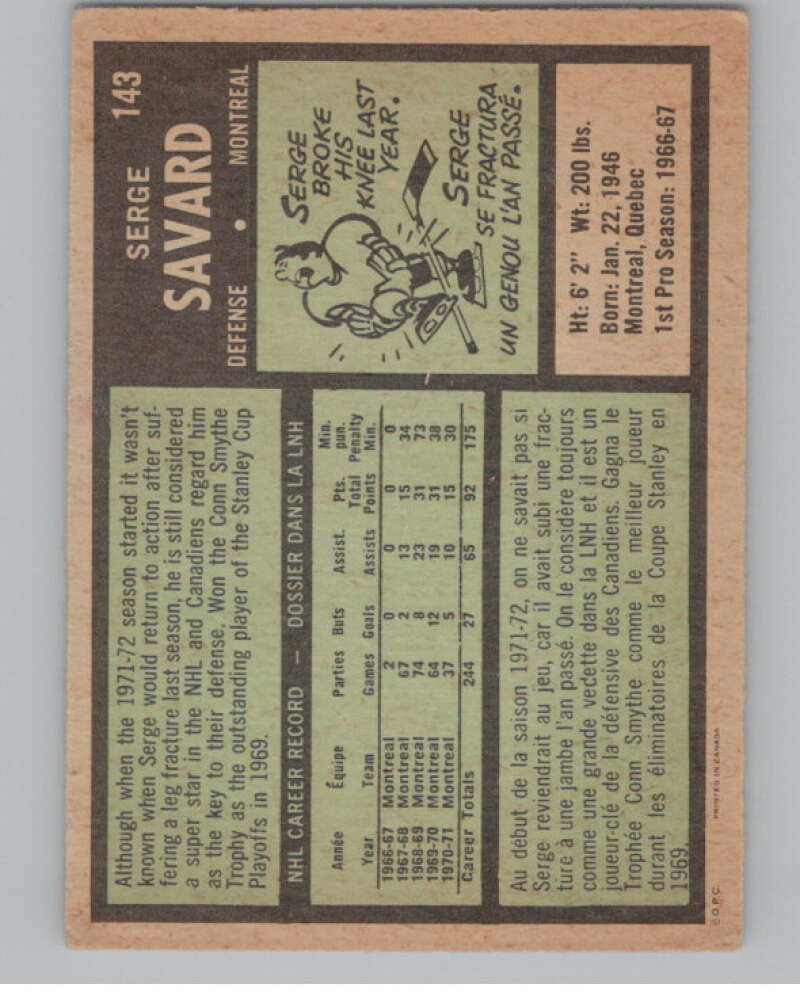 SERGE 143
SAVARD
DEFENSE • MONTREAL
Although when the 1971-72 season started it wasn't
known when Serge would return to action after suf-
fering a leg fracture last season, he is still considered
a super star in the NHL and Canadiens regard him
as the key to their defense. Won the Conn Smythe
Trophy as the outstanding player of the Stanley Cup
Playoffs in 1969.
SERGE
BROKE
HIS
KNEE LAST
YEAR.
SERGE
SE FRACTURA
UN GENOU L'AN PASSÉ.
NHL CAREER RECORD — DOSSIER DANS LA LNH
Année Équipe Parties Buts Assist. Pts. Total Min. pun.
Year Team Games Goals Assists Points Penalty Min.
1966-67 Montreal 2 0 0 0 0
1967-68 Montreal 67 2 13 15 34
1968-69 Montreal 74 8 23 31 73
1969-70 Montreal 64 12 19 31 38
1970-71 Montreal 37 5 10 15 30
Career Totals 244 27 65 92 175
Ht: 6' 2" Wt: 200 lbs.
Born: Jan. 22, 1946
Montreal, Quebec
1st Pro Season: 1966-67
Au début de la saison 1971-72, on ne savait pas si
Serge reviendrait au jeu, car il avait subi une frac-
ture à une jambe l'an passé. On le considère toujours
comme une grande vedette dans la LNH et il est un
joueur-clé de la défensive des Canadiens. Gagna le
Trophée Conn Smythe comme le meilleur joueur
durant les éliminatoires de la Coupe Stanley en
1969.
© O.P.C. PRINTED IN CANADA